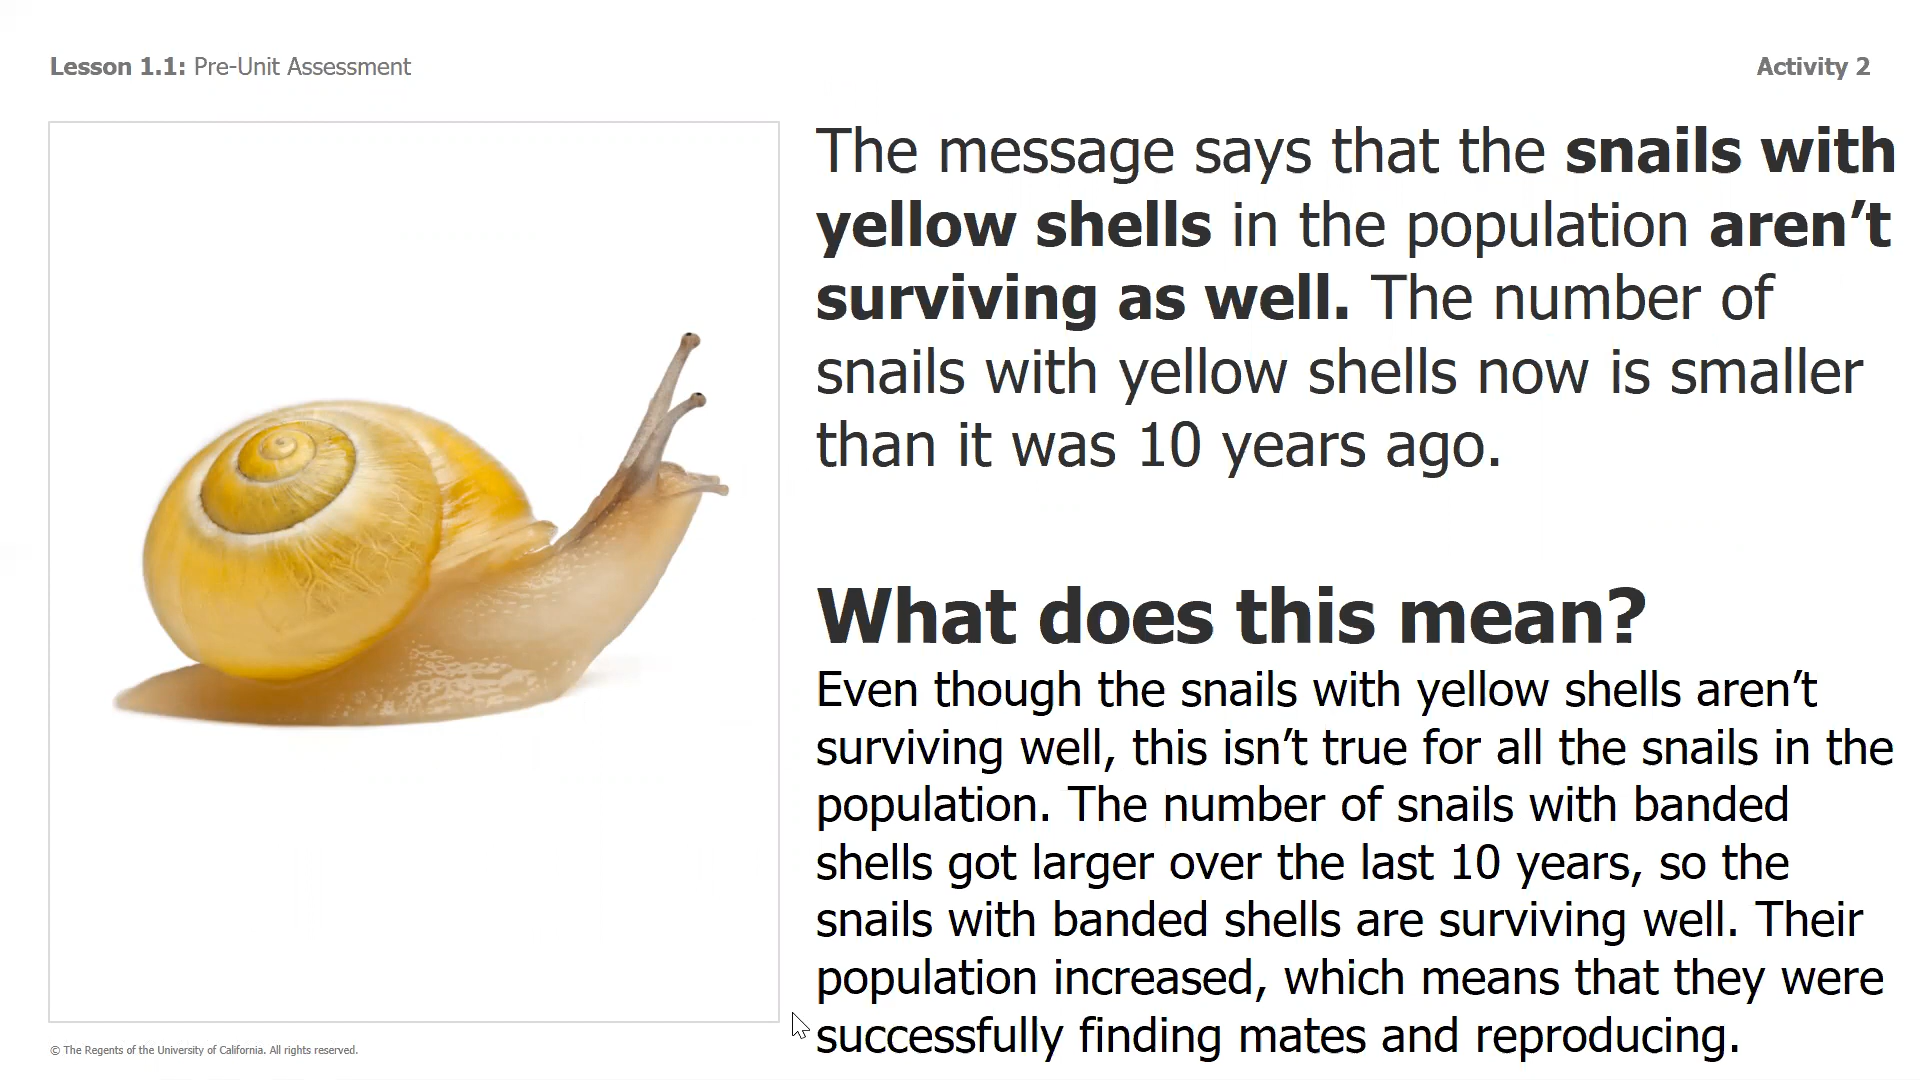 Lesson 1.1: Pre-Unit Assessment
Activity 2
The message says that the snails with
yellow shells in the population aren’t
surviving as well. The number of
snails with yellow shells now is smaller
than it was 10 years ago.
What does this mean?
Even though the snails with yellow shells aren’t
surviving well, this isn’t true for all the snails in the
population. The number of snails with banded
shells got larger over the last 10 years, so the
snails with banded shells are surviving well. Their
population increased, which means that they were
successfully finding mates and reproducing.
© The Regents of the University of California. All rights reserved.